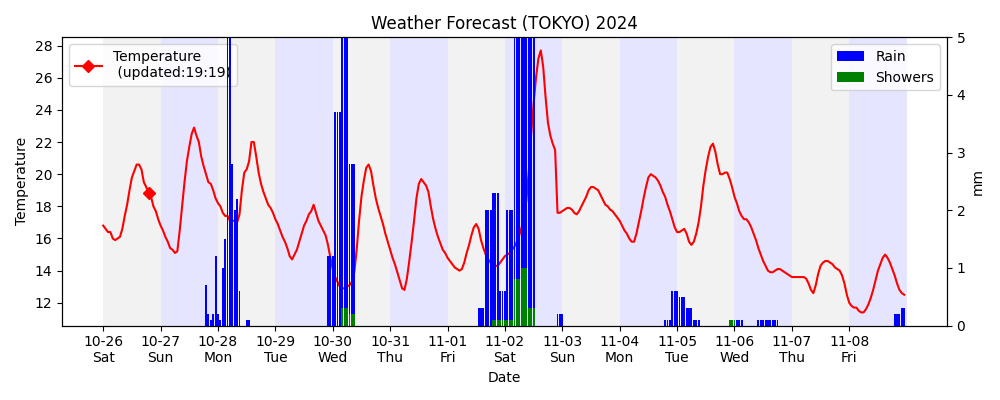 Weather Forecast (TOKYO) 2024
Temperature
(updated:19:19)
Rain
Showers
Temperature
28
26
24
22
20
18
16
14
12
5
4
3
2
1
0
mm
10-26 10-27 10-28 10-29 10-30 10-31 11-01 11-02 11-03 11-04 11-05 11-06 11-07 11-08
Sat Sun Mon Tue Wed Thu Fri Sat Sun Mon Tue Wed Thu Fri
Date